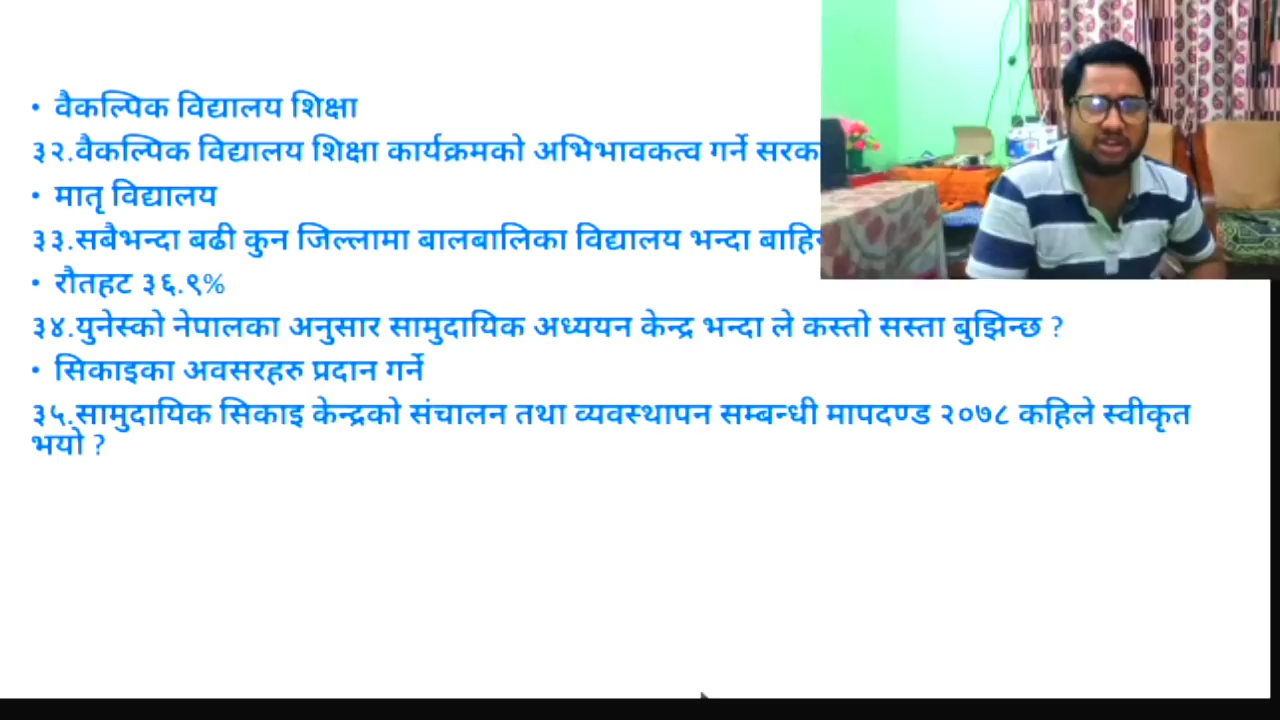 • वैकल्पिक विद्यालय शिक्षा
३२.वैकल्पिक विद्यालय शिक्षा कार्यक्रमको अभिभावकत्व गर्ने
• मातृ विद्यालय
३३.सबैभन्दा बढी कुन जिल्लामा बालबालिका विद्यालय भन्दा
• रौतहट ३६.९%
३४.युनेस्को नेपालका अनुसार सामुदायिक अध्ययन केन्द्र भन्दा ले कस्तो सस्ता बुझिन्छ ?
• सिकाइका अवसरहरु प्रदान गर्ने
३५.सामुदायिक सिकाइ केन्द्रको संचालन तथा व्यवस्थापन सम्बन्धी मापदण्ड २०७८ कहिले स्वीकृत
भयो ?